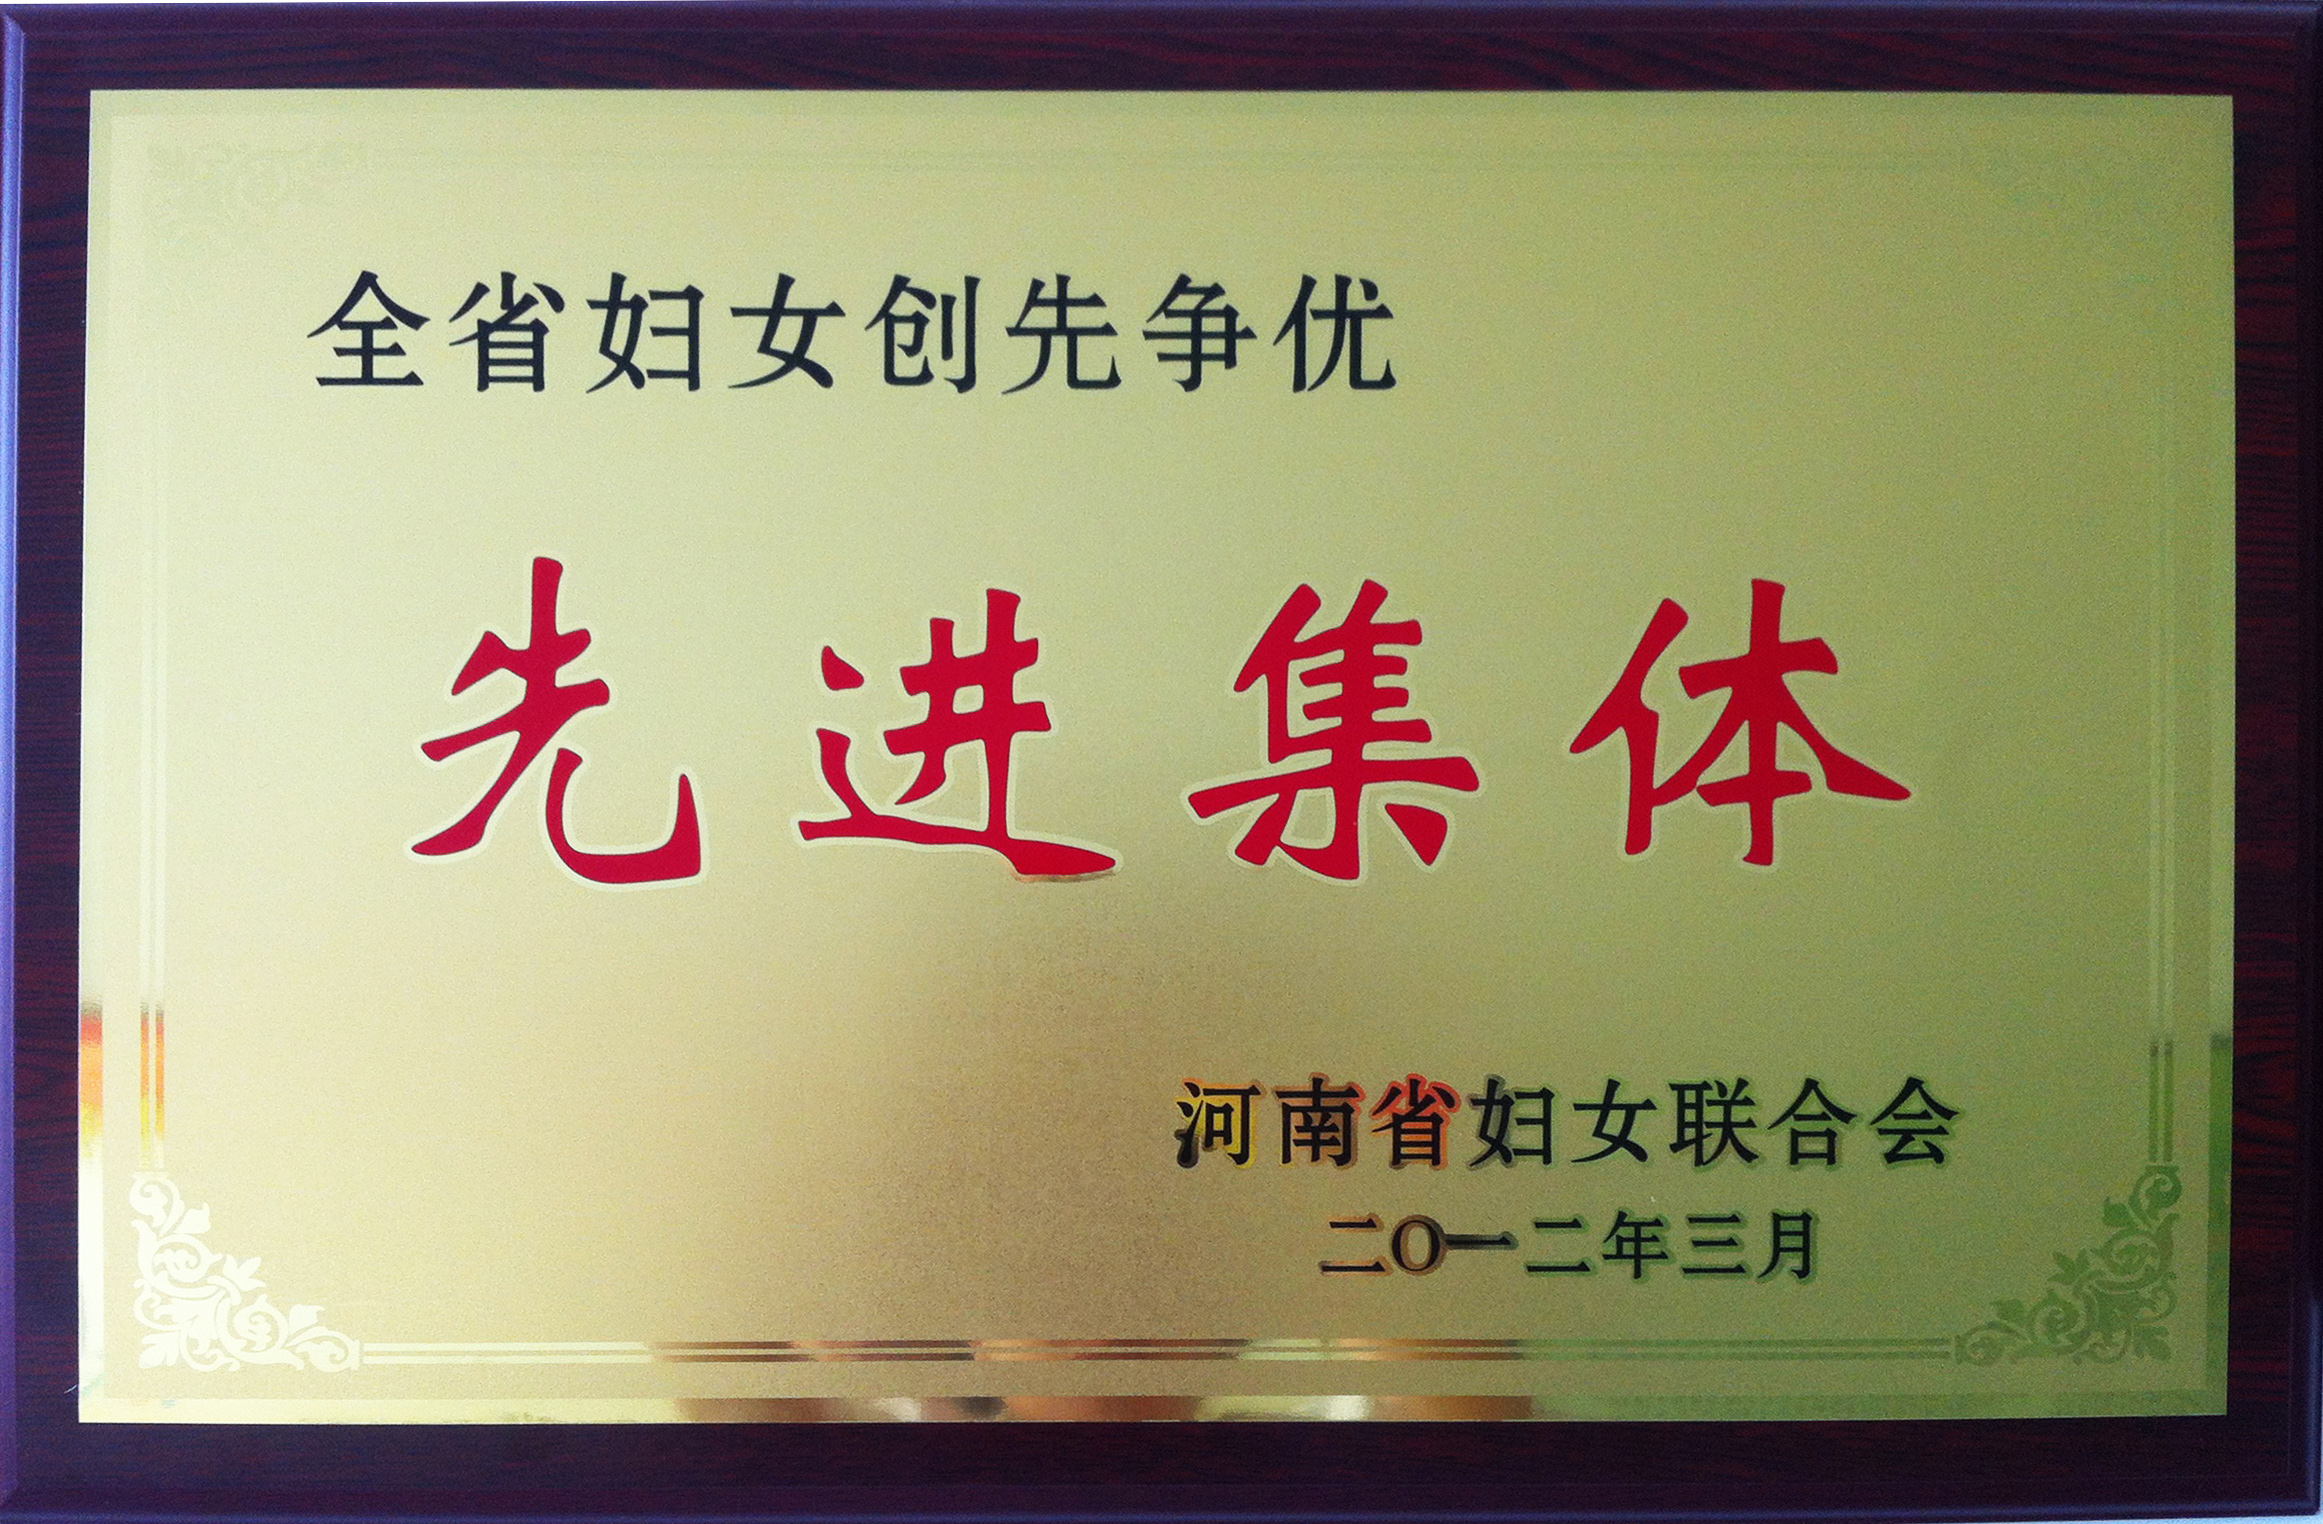 全省妇女创先争优
先进集体
河南省妇女联合会
二〇一二年三月